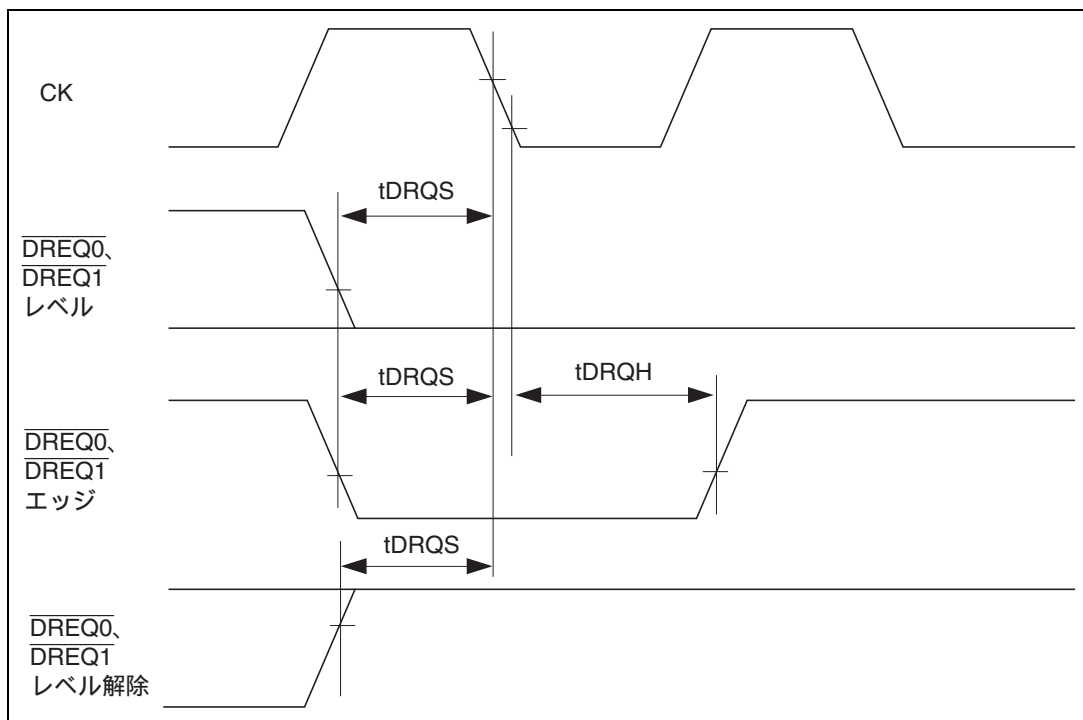 CK
tDRQS
DREQ0、
DREQ1
レベル
tDRQS
tDRQH
DREQ0、
DREQ1
エッジ
tDRQS
DREQ0、
DREQ1
レベル解除